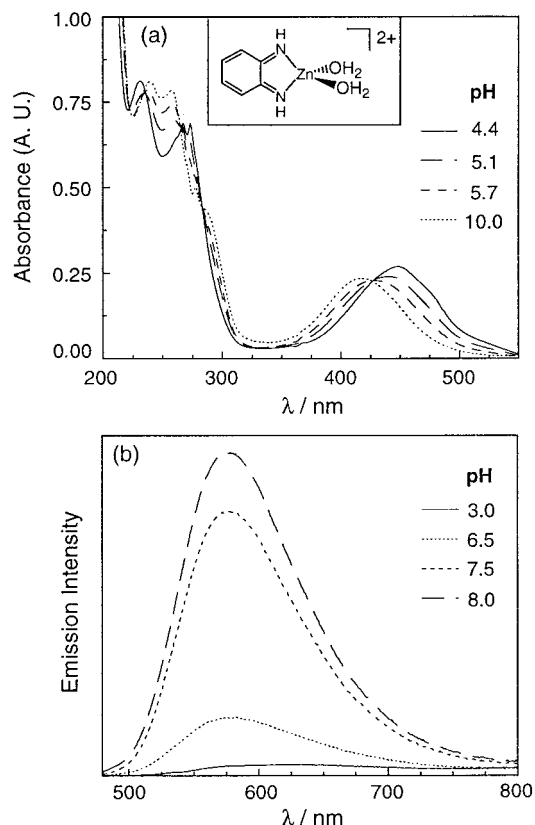 (a)
H
N
Zn
OH2
OH2
N
H
2+
pH
4.4
5.1
5.7
10.0
1.00
0.75
0.50
0.25
0.00
Absorbance (A. U.)
200 300 400 500
λ / nm
(b)
pH
3.0
6.5
7.5
8.0
Emission Intensity
500 600 700 800
λ / nm